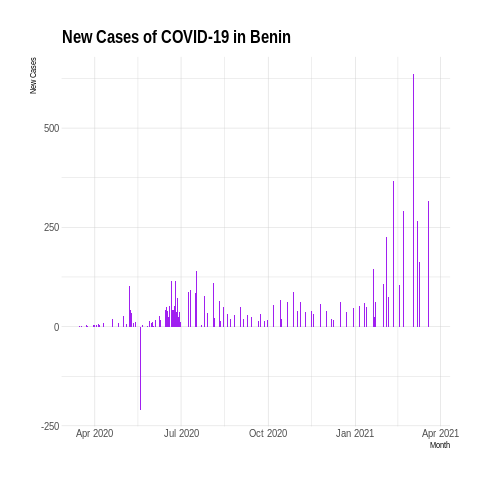 New Cases of COVID-19 in Benin
New Cases
500
250
0
-250
Apr 2020 Jul 2020 Oct 2020 Jan 2021 Apr 2021
Month